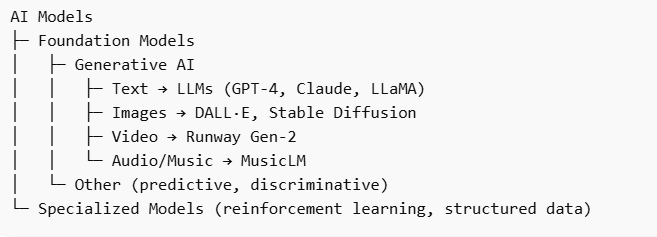 AI Models
├─ Foundation Models
│   ├─ Generative AI
│   │   ├─ Text → LLMs (GPT-4, Claude, LLaMA)
│   │   ├─ Images → DALL·E, Stable Diffusion
│   │   ├─ Video → Runway Gen-2
│   │   └─ Audio/Music → MusicLM
│   └─ Other (predictive, discriminative)
└─ Specialized Models (reinforcement learning, structured data)